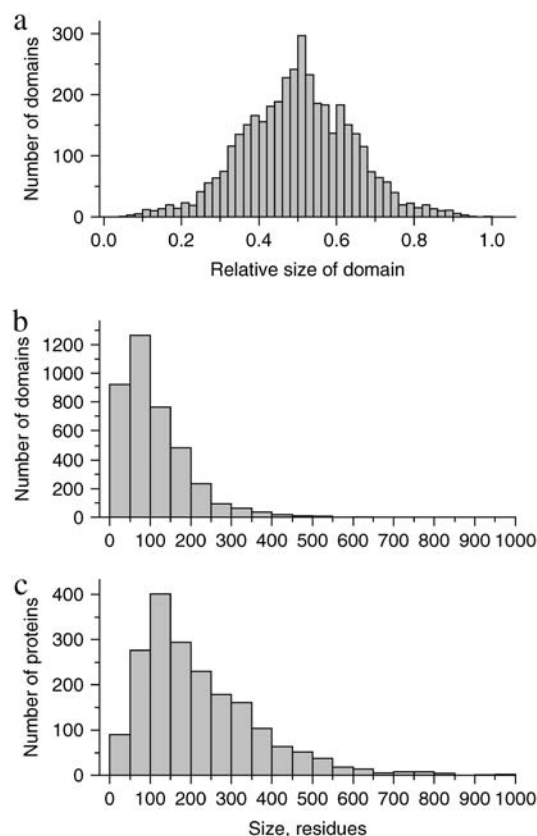 a
Number of domains
300
200
100
0
0.0 0.2 0.4 0.6 0.8 1.0
Relative size of domain
b
Number of domains
1200
1000
800
600
400
200
0
0 100 200 300 400 500 600 700 800 900 1000
c
Number of proteins
400
300
200
100
0
0 100 200 300 400 500 600 700 800 900 1000
Size, residues